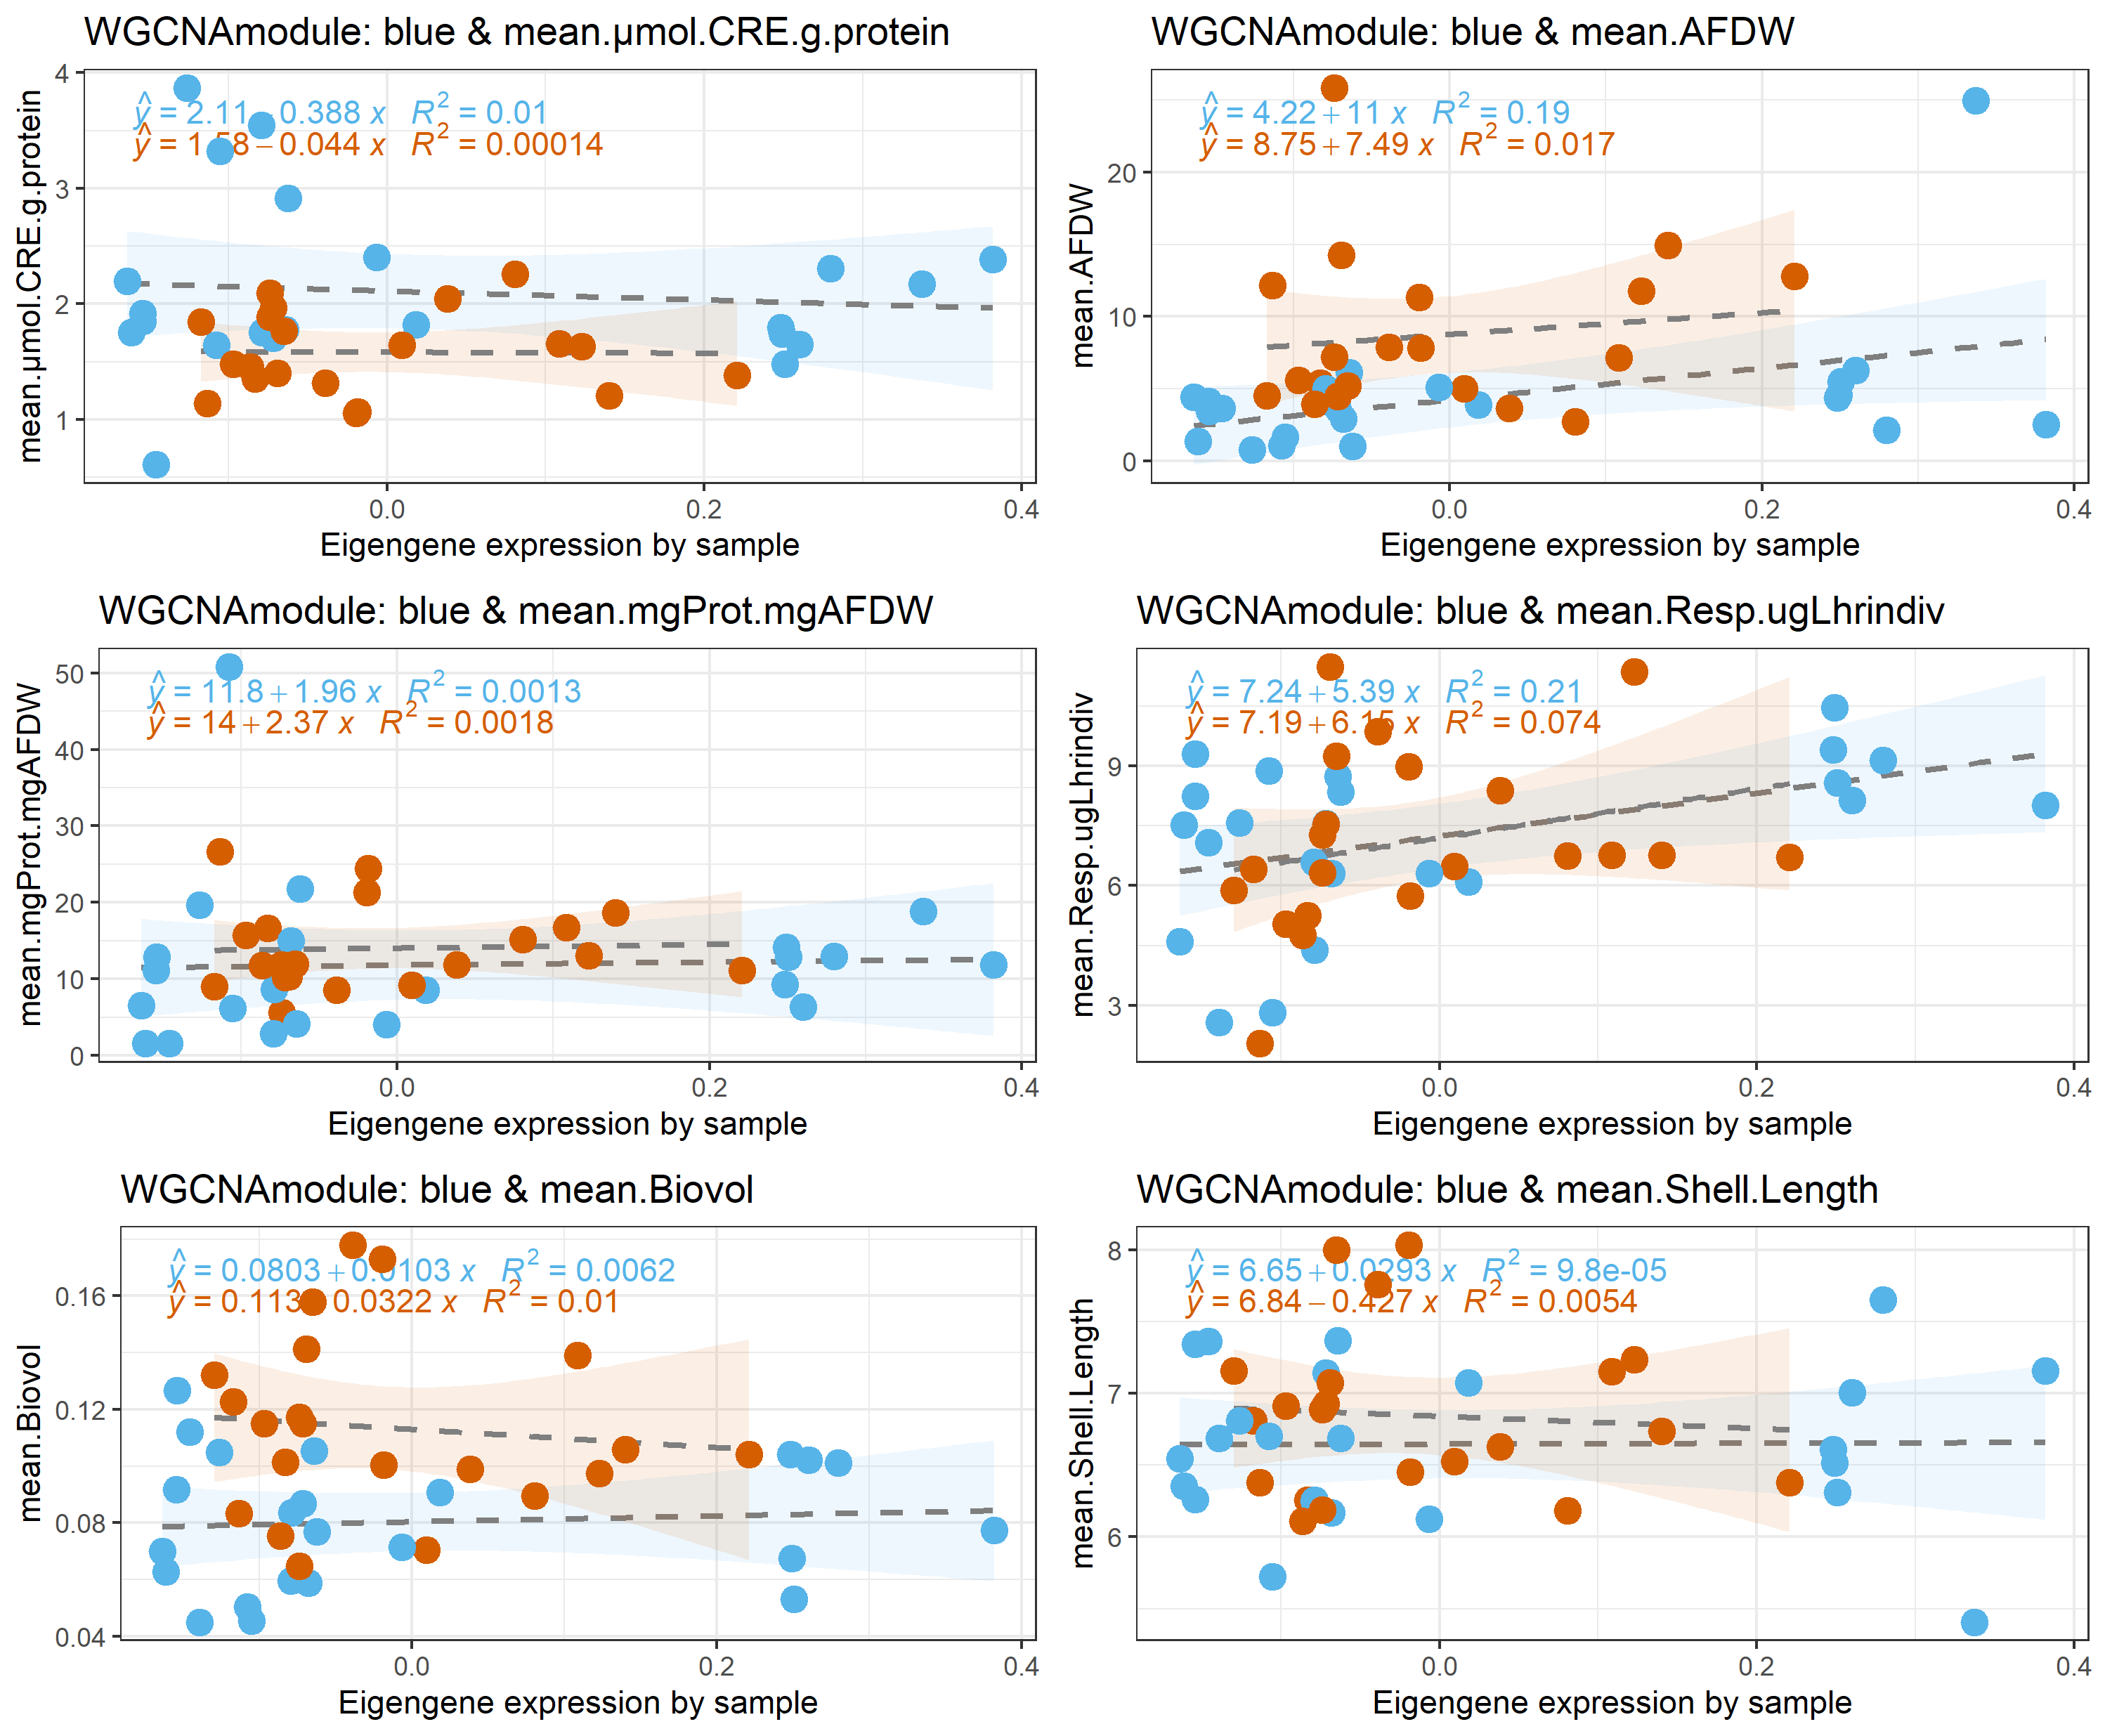 WGCNAmodule: blue & mean.µmol.CRE.g.protein
mean.µmol.CRE.g.protein
4
3
2
1
ŷ = 2.11 0.388 x R² = 0.01
ŷ = 1 8 − 0.044 x R² = 0.00014
0.0 0.2 0.4
Eigengene expression by sample
WGCNAmodule: blue & mean.AFDW
mean.AFDW
20
10
0
ŷ = 4.22 + 11 x R² = 0.19
ŷ = 8.75 + 7.49 x R² = 0.017
0.0 0.2 0.4
Eigengene expression by sample
WGCNAmodule: blue & mean.mgProt.mgAFDW
mean.mgProt.mgAFDW
50
40
30
20
10
0
ŷ = 11.8 + 1.96 x R² = 0.0013
ŷ = 14 + 2.37 x R² = 0.0018
0.0 0.2 0.4
Eigengene expression by sample
WGCNAmodule: blue & mean.Resp.ugLhrindiv
mean.Resp.ugLhrindiv
9
6
3
ŷ = 7.24 + 5.39 x R² = 0.21
ŷ = 7.19 + 6.15 x R² = 0.074
0.0 0.2 0.4
Eigengene expression by sample
WGCNAmodule: blue & mean.Biovol
mean.Biovol
0.16
0.12
0.08
0.04
ŷ = 0.0803 + 0.0103 x R² = 0.0062
ŷ = 0.113 0.0322 x R² = 0.01
0.0 0.2 0.4
Eigengene expression by sample
WGCNAmodule: blue & mean.Shell.Length
mean.Shell.Length
8
7
6
ŷ = 6.65 + 0.0293 x R² = 9.8e-05
ŷ = 6.84 − 0.427 x R² = 0.0054
0.0 0.2 0.4
Eigengene expression by sample